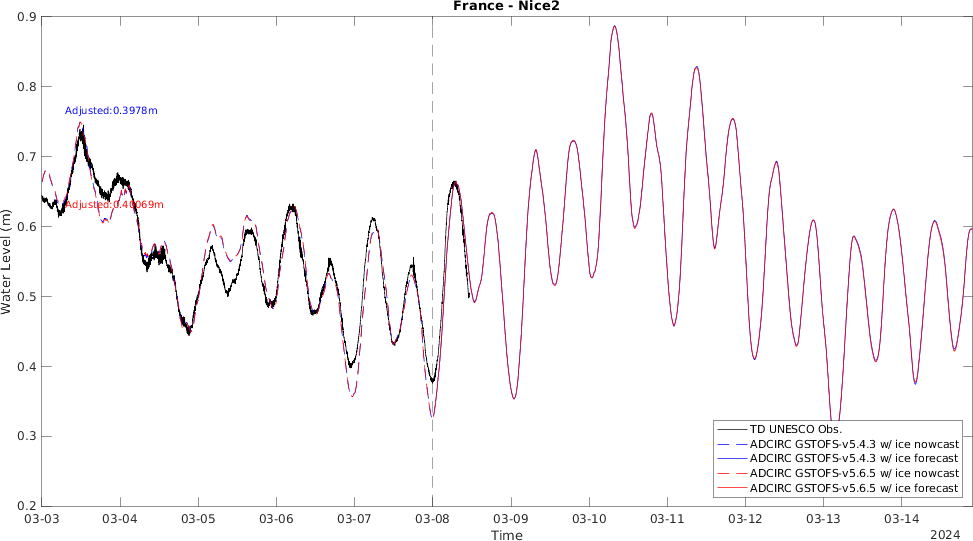 France - Nice2
0.9
0.8
0.7
0.6
0.5
0.4
0.3
0.2
Water Level (m)
Adjusted:0.3978m
Adjusted:0.40069m
TD UNESCO Obs.
ADCIRC GSTOFS-v5.4.3 w/ ice nowcast
ADCIRC GSTOFS-v5.4.3 w/ ice forecast
ADCIRC GSTOFS-v5.6.5 w/ ice nowcast
ADCIRC GSTOFS-v5.6.5 w/ ice forecast
03-03 03-04 03-05 03-06 03-07 03-08 03-09 03-10 03-11 03-12 03-13 03-14
Time
2024